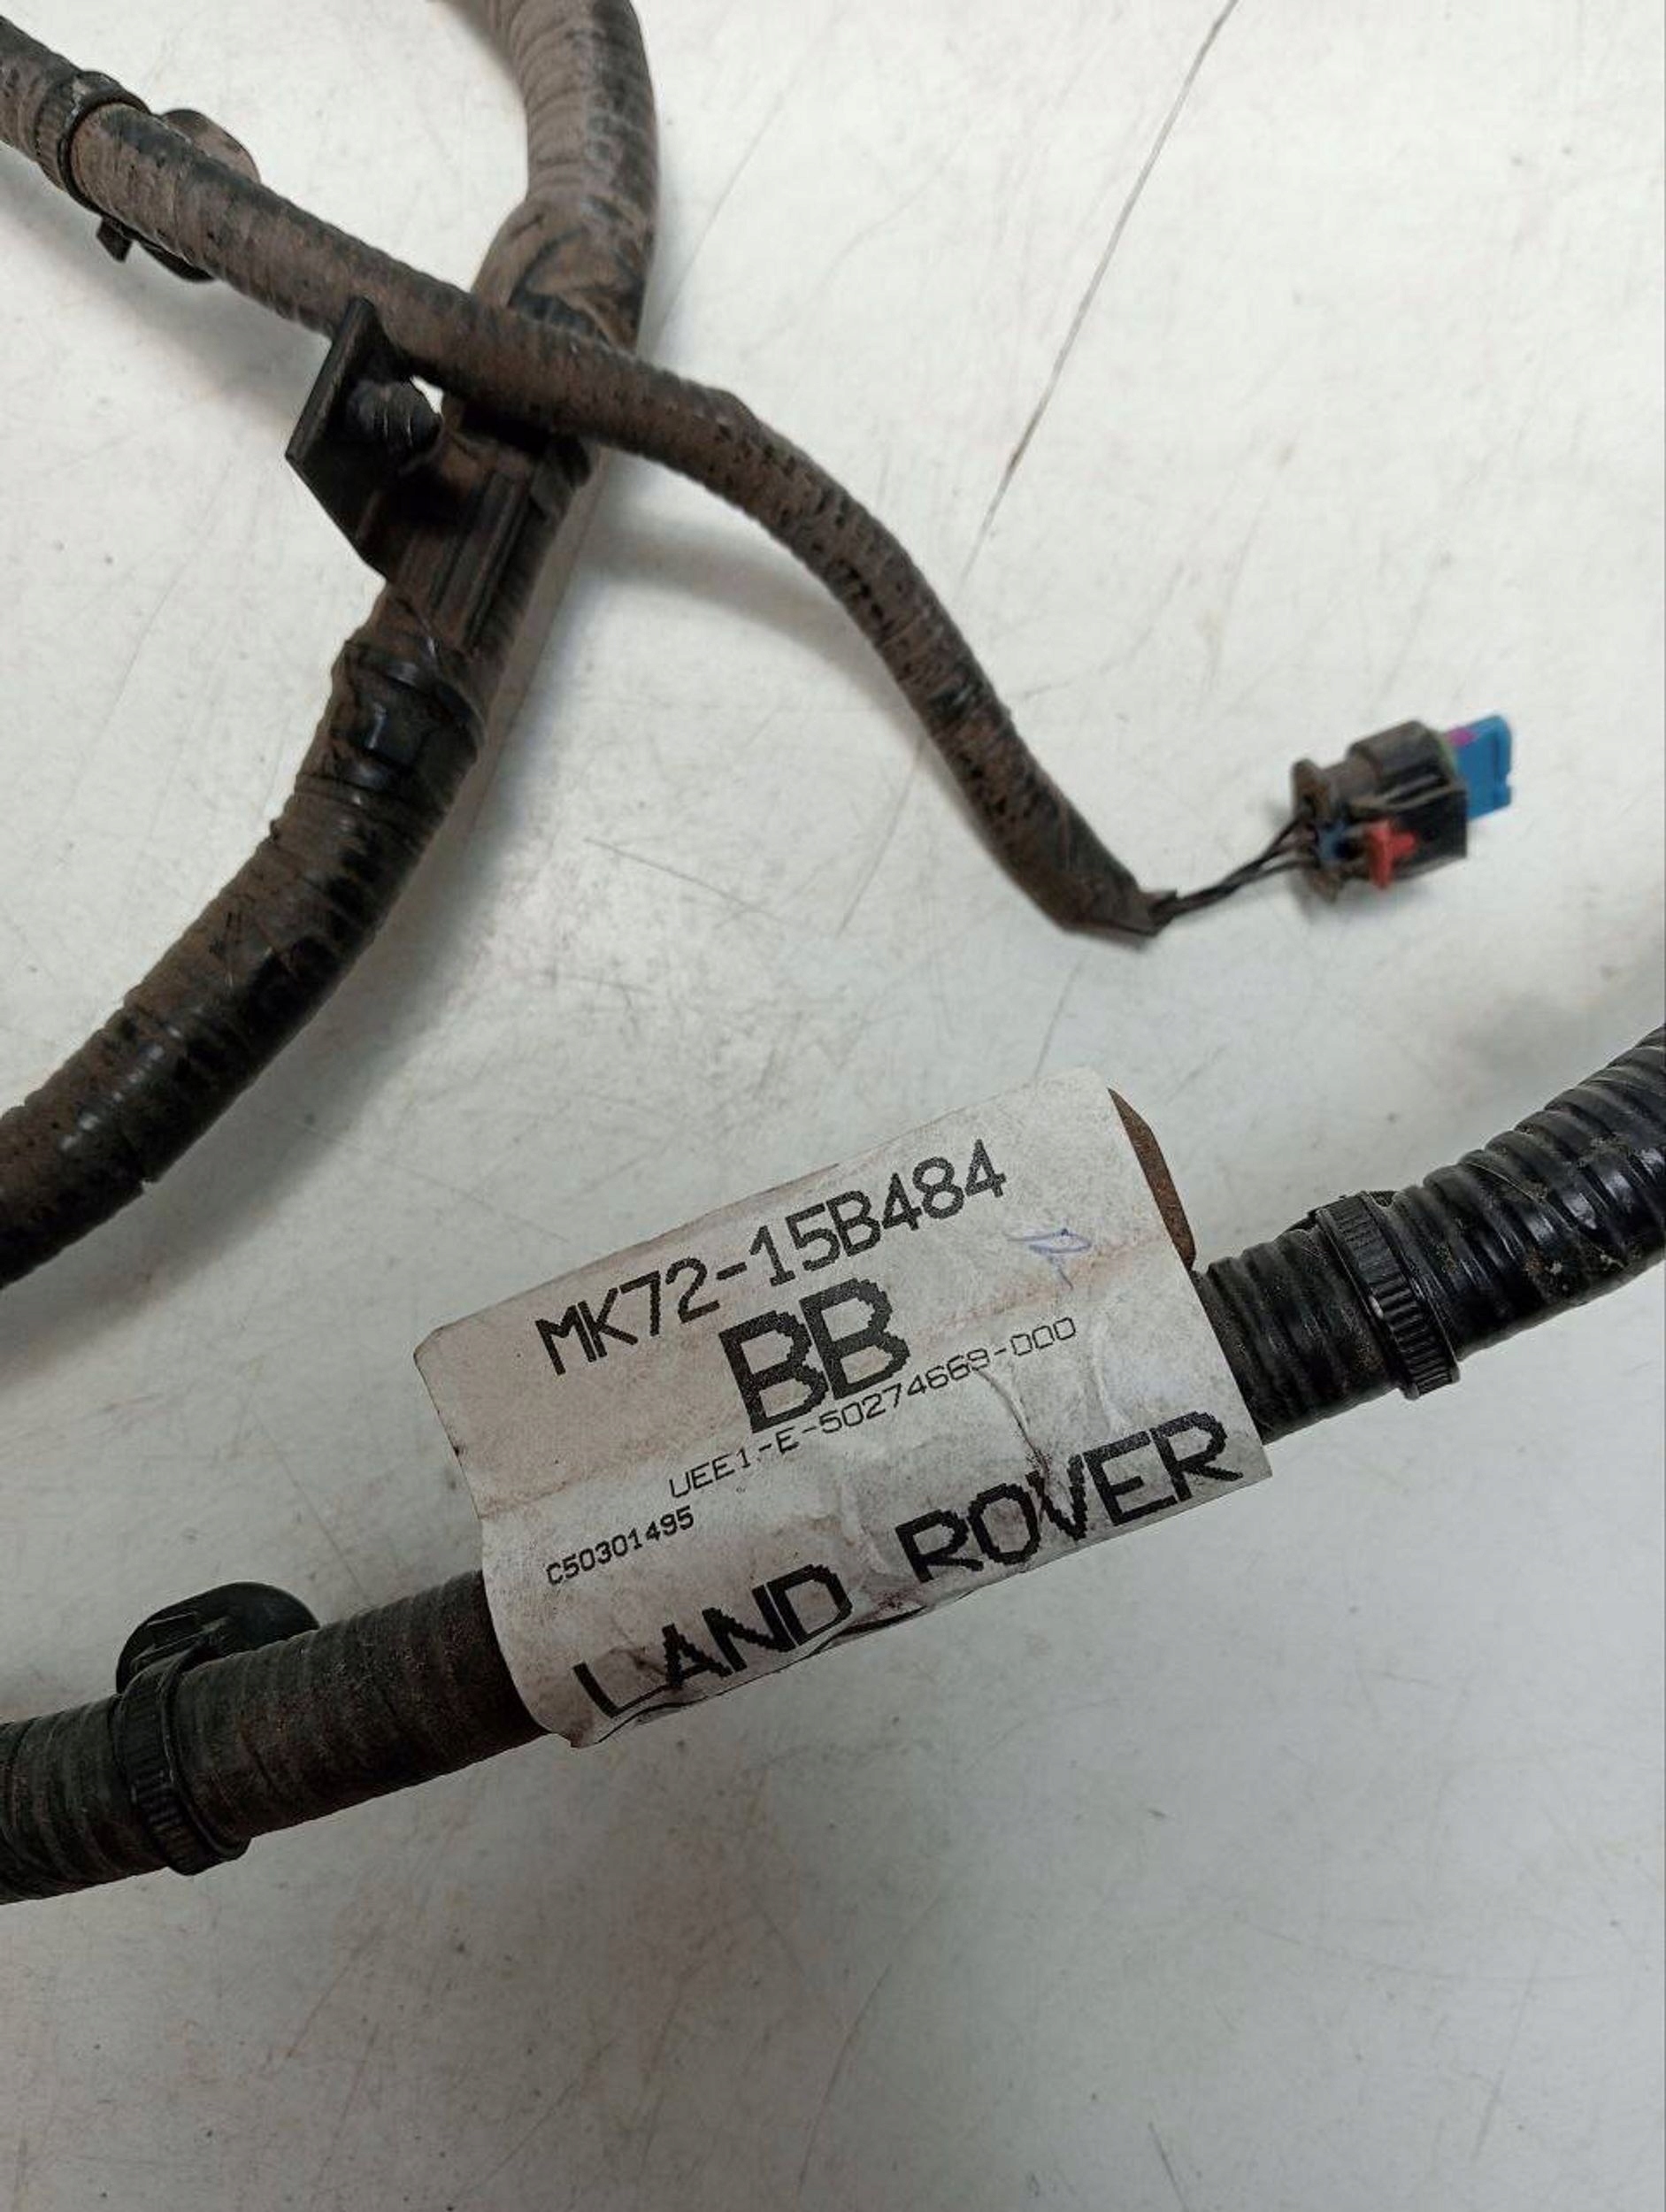 MK72-15B484
BB
UEE1-E-50274669-000
C50301495
LAND ROVER